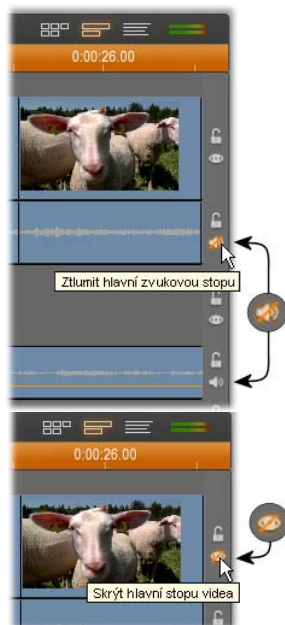 0:00:26.00
Ztlumit hlavní zvukovou stopu
0:00:26.00
Skrýt hlavní stopu videa